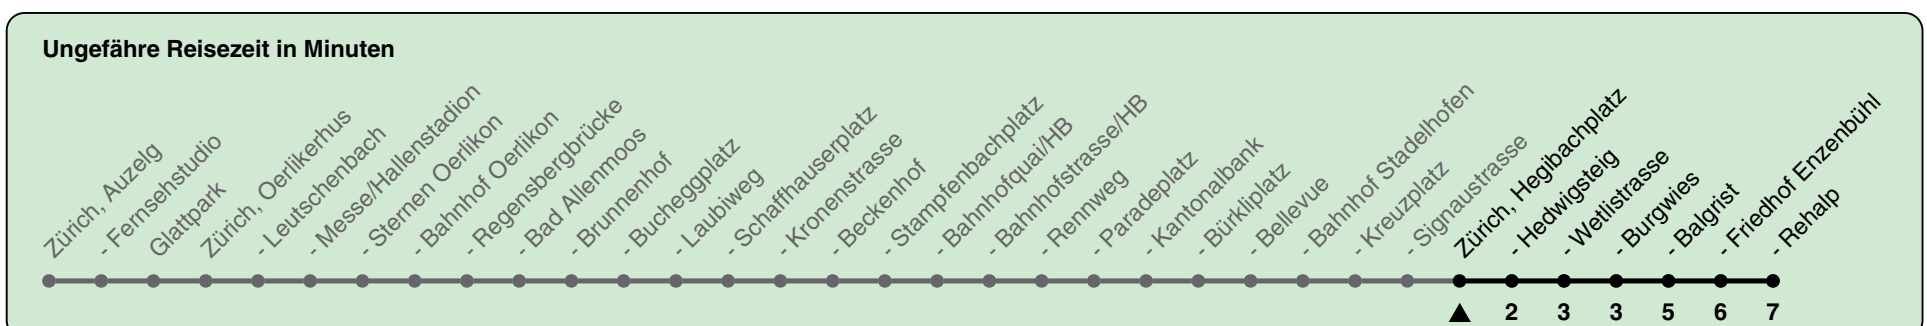 Ungefähre Reisezeit in Minuten
Zürich, Auzelg
- Fernsehstudio
Glattpark
Zürich, Oerlikerhus
- Leutschenbach
- Messe/Hallenstadion
- Sternen Oerlikon
- Bahnhof Oerlikon
- Regensbergbrücke
- Bad Allenmoos
- Brunnenhof
- Bucheggplatz
- Laubiweg
- Schaffhauserplatz
- Kronenstrasse
- Beckenhof
- Stampfenbachplatz
- Bahnhofquai/HB
- Bahnhofstrasse/HB
- Rennweg
- Paradeplatz
- Kantonalbank
- Bürkliplatz
- Bellevue
- Bahnhof Stadelhofen
- Kreuzplatz
- Signaustrasse
Zürich, Hegibachplatz
- Hedwigsteig
- Wetlistrasse
- Burgwies
- Balgrist
- Friedhof Enzenbühl
- Rehalp
2 3 3 5 6 7